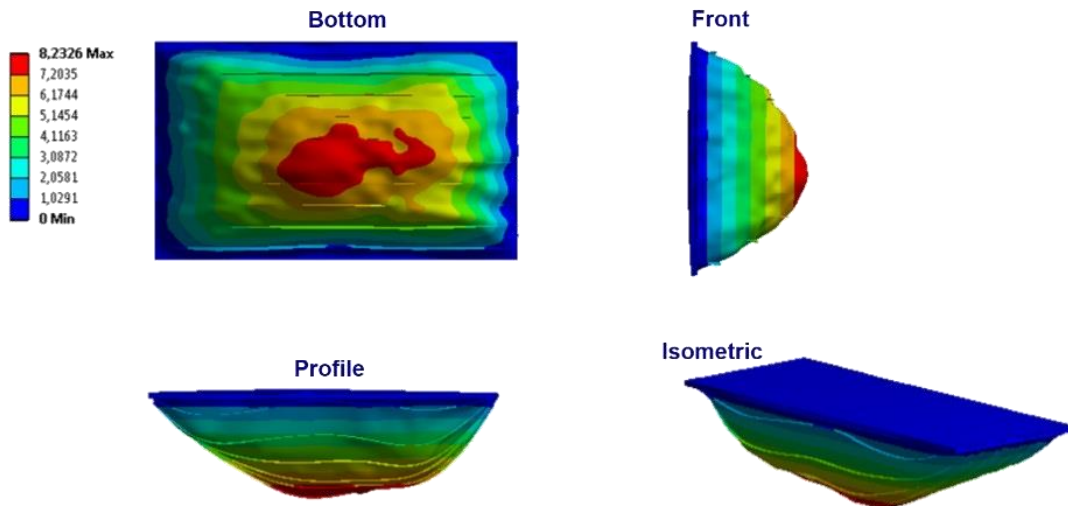 Bottom
Front
8,2326 Max
7,2035
6,1744
5,1454
4,1163
3,0872
2,0581
1,0291
0 Min
Profile
Isometric